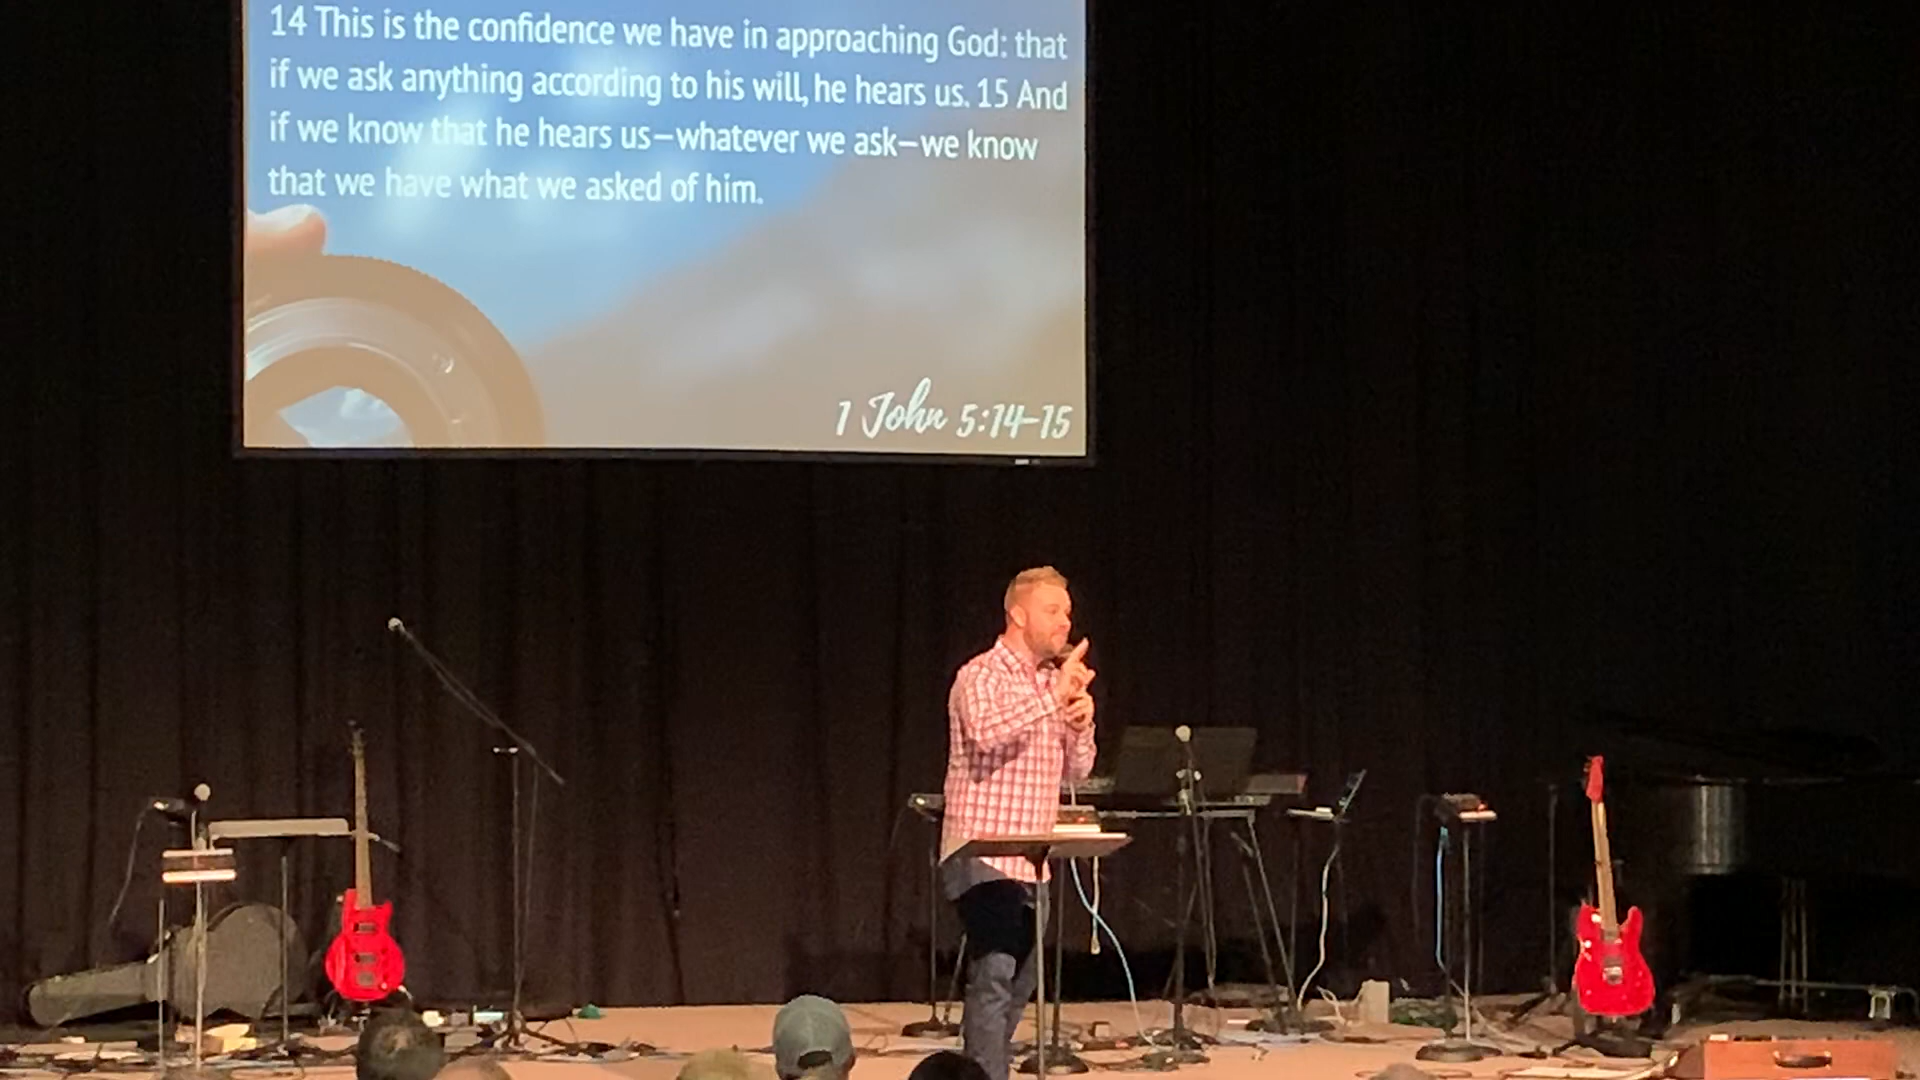 14 This is the confidence we have in approaching God: that
if we ask anything according to his will, he hears us. 15 And
if we know that he hears us—whatever we ask—we know
that we have what we asked of him.
1 John 5:14-15